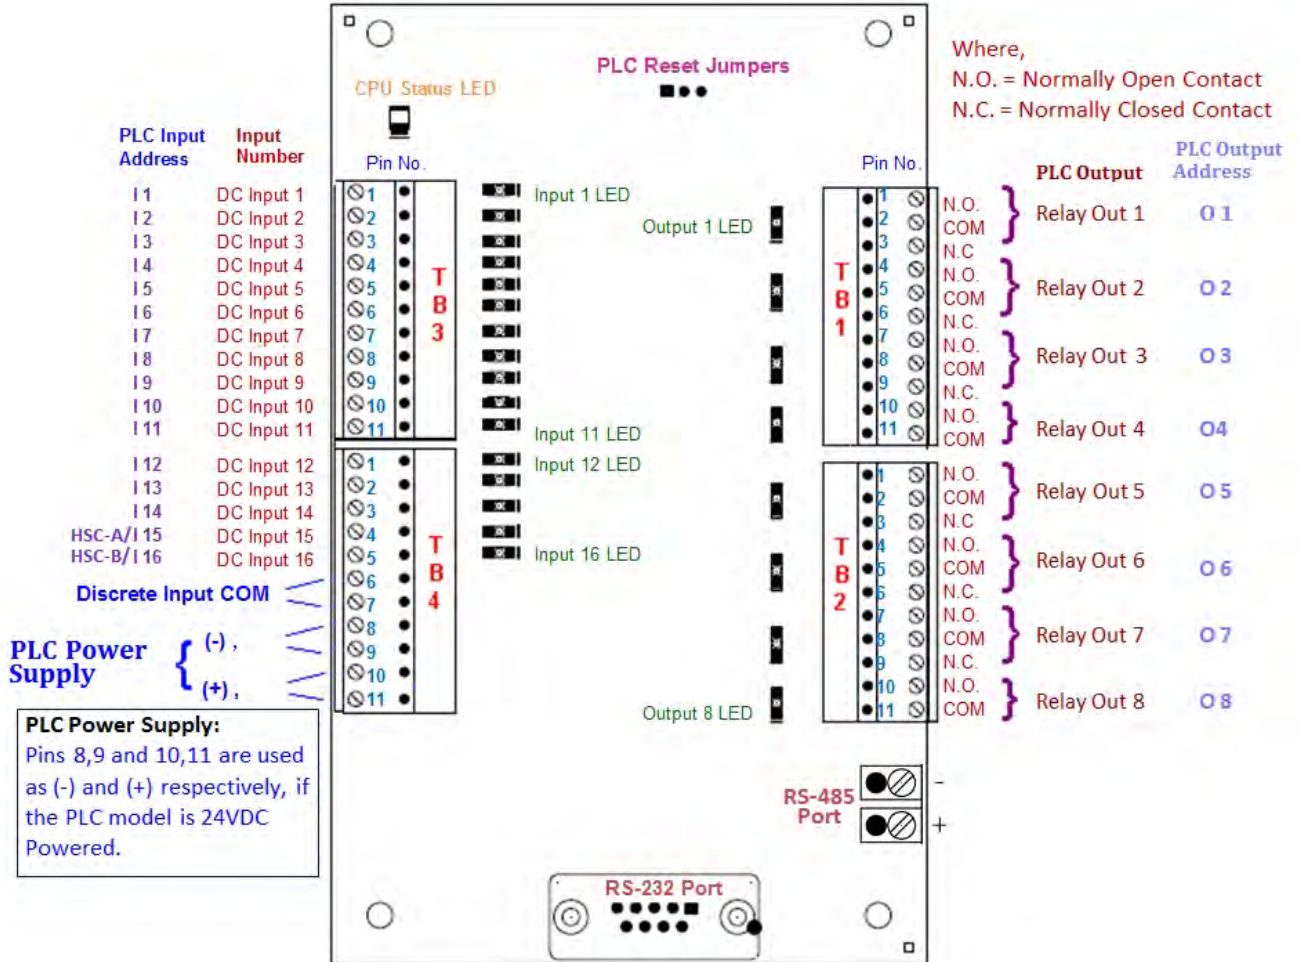 PLC Reset Jumpers
CPU Status LED
Where,
N.O. = Normally Open Contact
N.C. = Normally Closed Contact
PLC Input Address
Input Number
Pin No.
I 1 DC Input 1 1
I 2 DC Input 2 2
I 3 DC Input 3 3
I 4 DC Input 4 4
I 5 DC Input 5 5
I 6 DC Input 6 6
I 7 DC Input 7 7
I 8 DC Input 8 8
I 9 DC Input 9 9
I 10 DC Input 10 10
I 11 DC Input 11 11
TB3
I 12 DC Input 12 1
I 13 DC Input 13 2
I 14 DC Input 14 3
HSC-A/I 15 DC Input 15 4
HSC-B/I 16 DC Input 16 5
Discrete Input COM
6
7
PLC Power Supply
(-) ,
8
9
(+) ,
10
11
TB4
PLC Power Supply:
Pins 8,9 and 10,11 are used
as (-) and (+) respectively, if
the PLC model is 24VDC
Powered.
Input 1 LED
Input 11 LED
Input 12 LED
Input 16 LED
Output 1 LED
Output 8 LED
Pin No.
PLC Output
PLC Output Address
TB1
1 N.O.
2 COM Relay Out 1 O 1
3 N.C
4 N.O.
5 COM Relay Out 2 O 2
6 N.C.
7 N.O.
8 COM Relay Out 3 O 3
9 N.C.
10 N.O.
11 COM Relay Out 4 O4
TB2
1 N.O.
2 COM Relay Out 5 O 5
3 N.C
4 N.O.
5 COM Relay Out 6 O 6
6 N.C.
7 N.O.
8 COM Relay Out 7 O 7
9 N.C.
10 N.O.
11 COM Relay Out 8 O 8
RS-485 Port
-
+
RS-232 Port